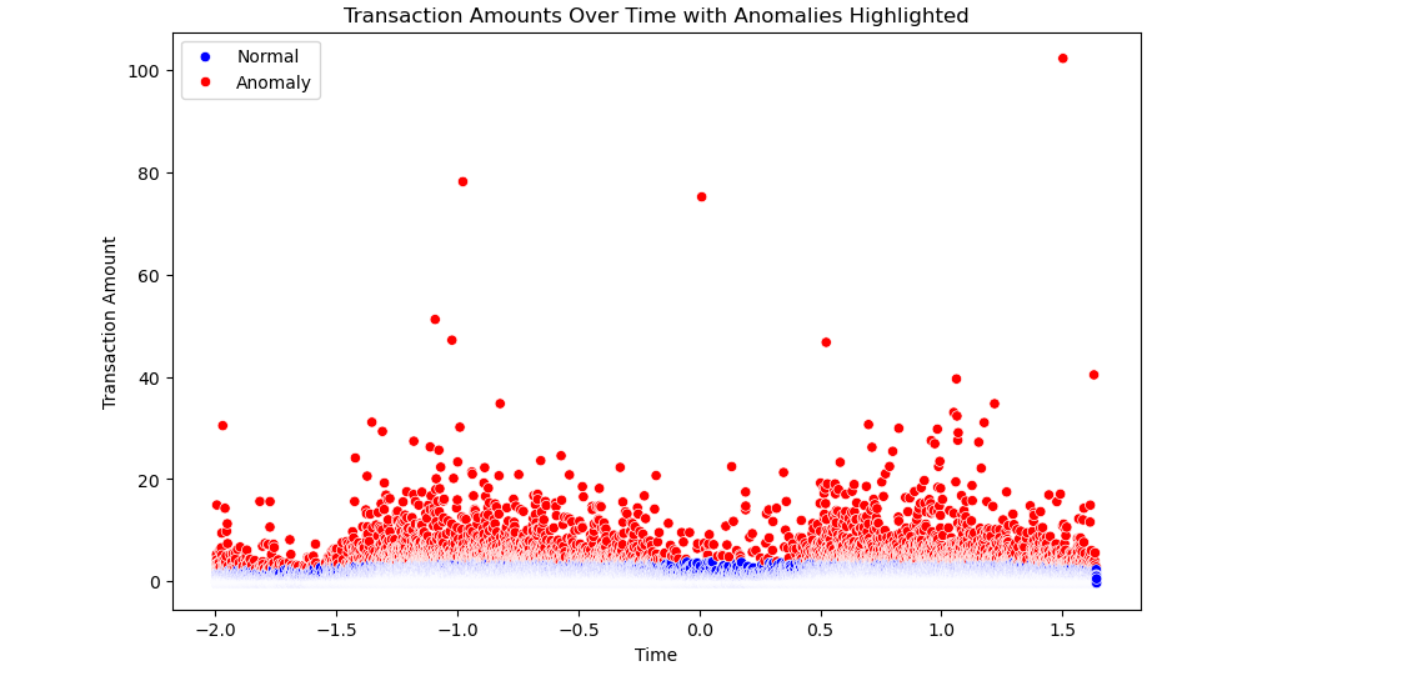 Transaction Amounts Over Time with Anomalies Highlighted
Normal
Anomaly
100
80
60
40
20
0
Transaction Amount
−2.0 −1.5 −1.0 −0.5 0.0 0.5 1.0 1.5
Time